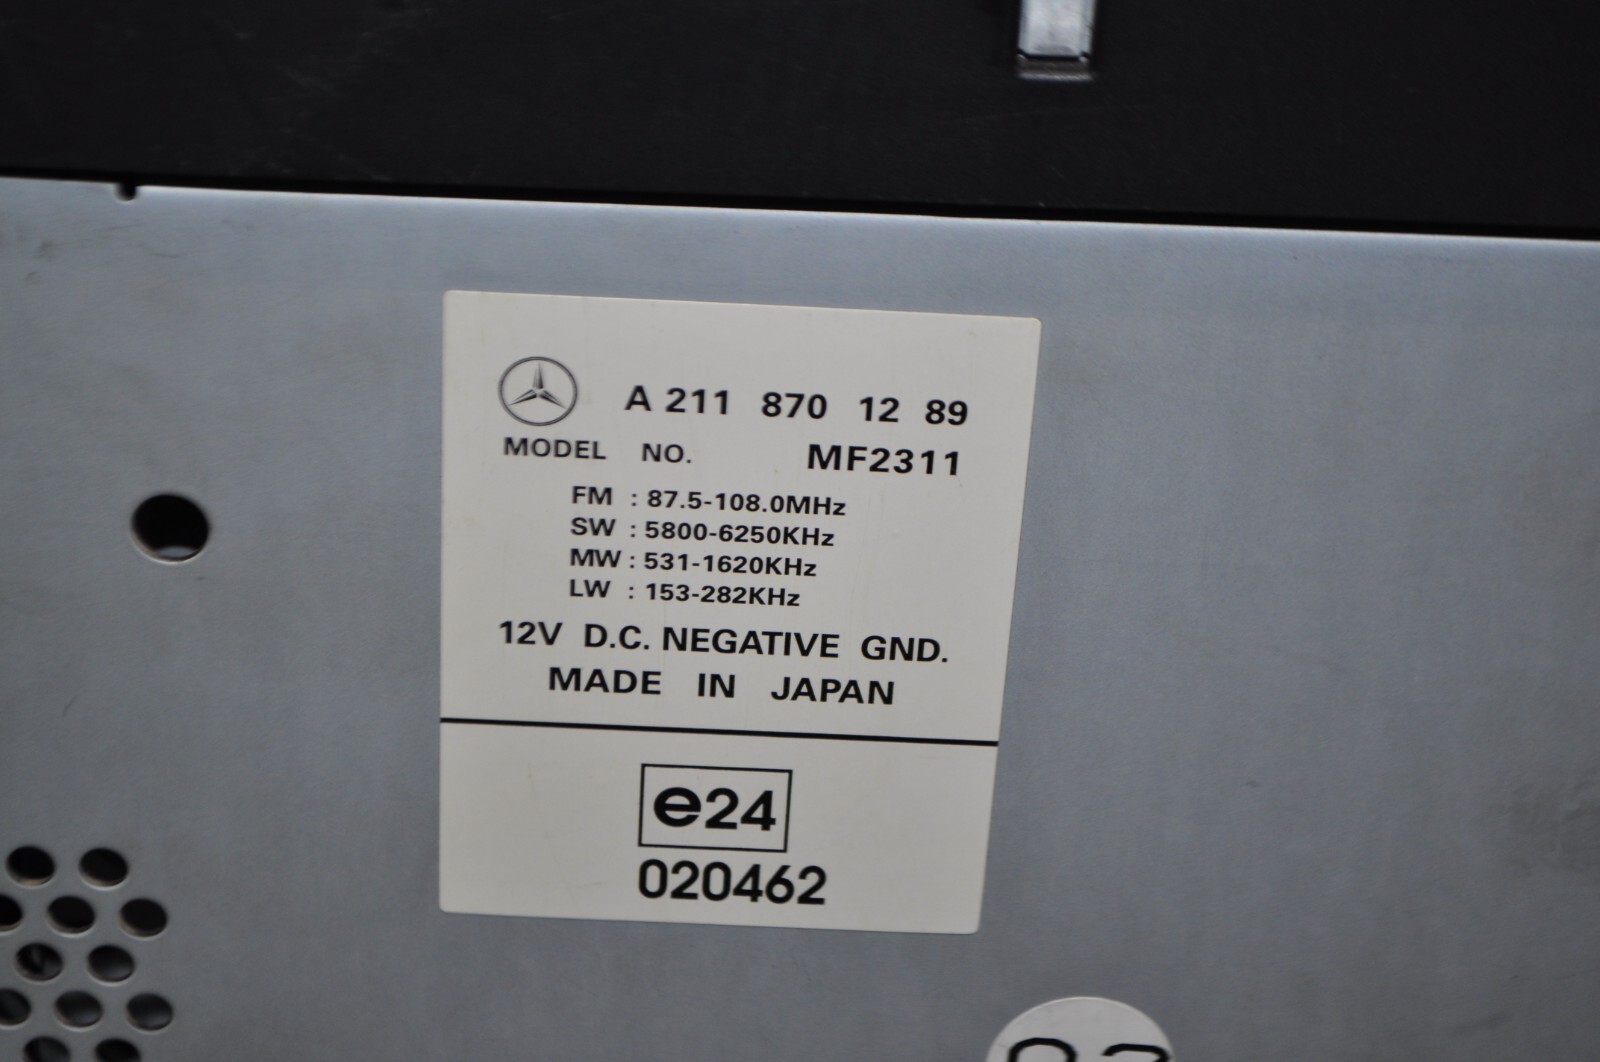 A 211 870 12 89
MODEL NO. MF2311
FM : 87.5-108.0MHz
SW : 5800-6250KHz
MW : 531-1620KHz
LW : 153-282KHz
12V D.C. NEGATIVE GND.
MADE IN JAPAN
e24
020462